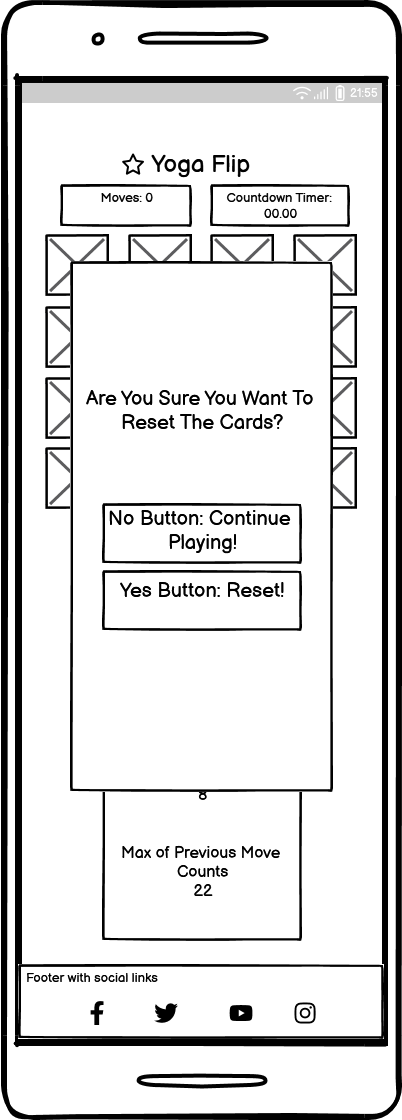 21:55
Yoga Flip
Moves: 0
Countdown Timer:
00.00
Are You Sure You Want To
Reset The Cards?
No Button: Continue
Playing!
Yes Button: Reset!
8
Max of Previous Move
Counts
22
Footer with social links